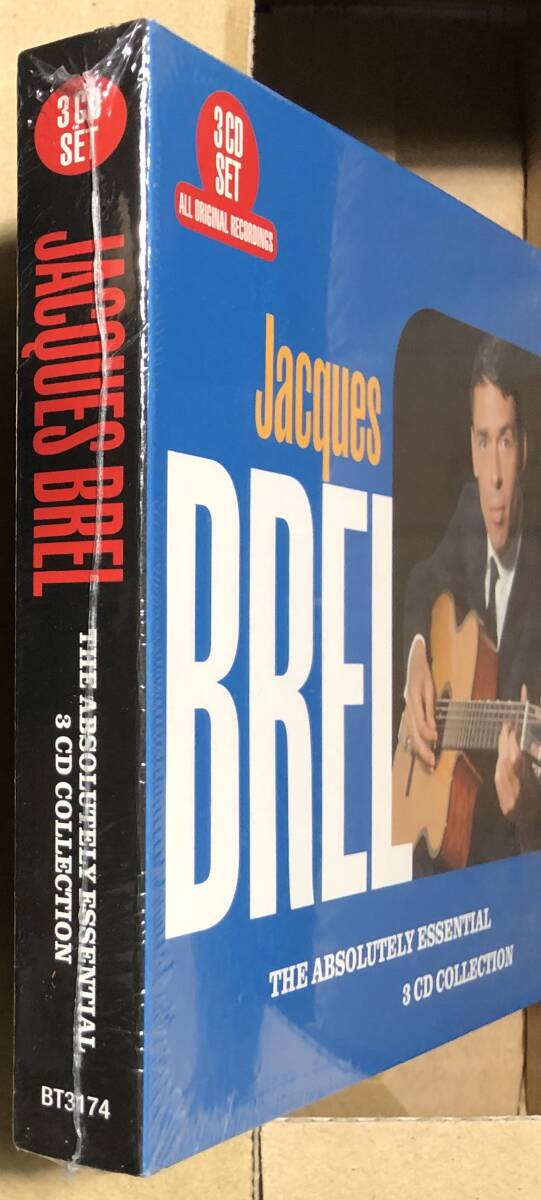 3 CD
SET
JACQUES BREL
THE ABSOLUTELY ESSENTIAL
3 CD COLLECTION
BT3174
3 CD
SET
ALL ORIGINAL RECORDINGS
Jacques
BREL
THE ABSOLUTELY ESSENTIAL
3 CD COLLECTION